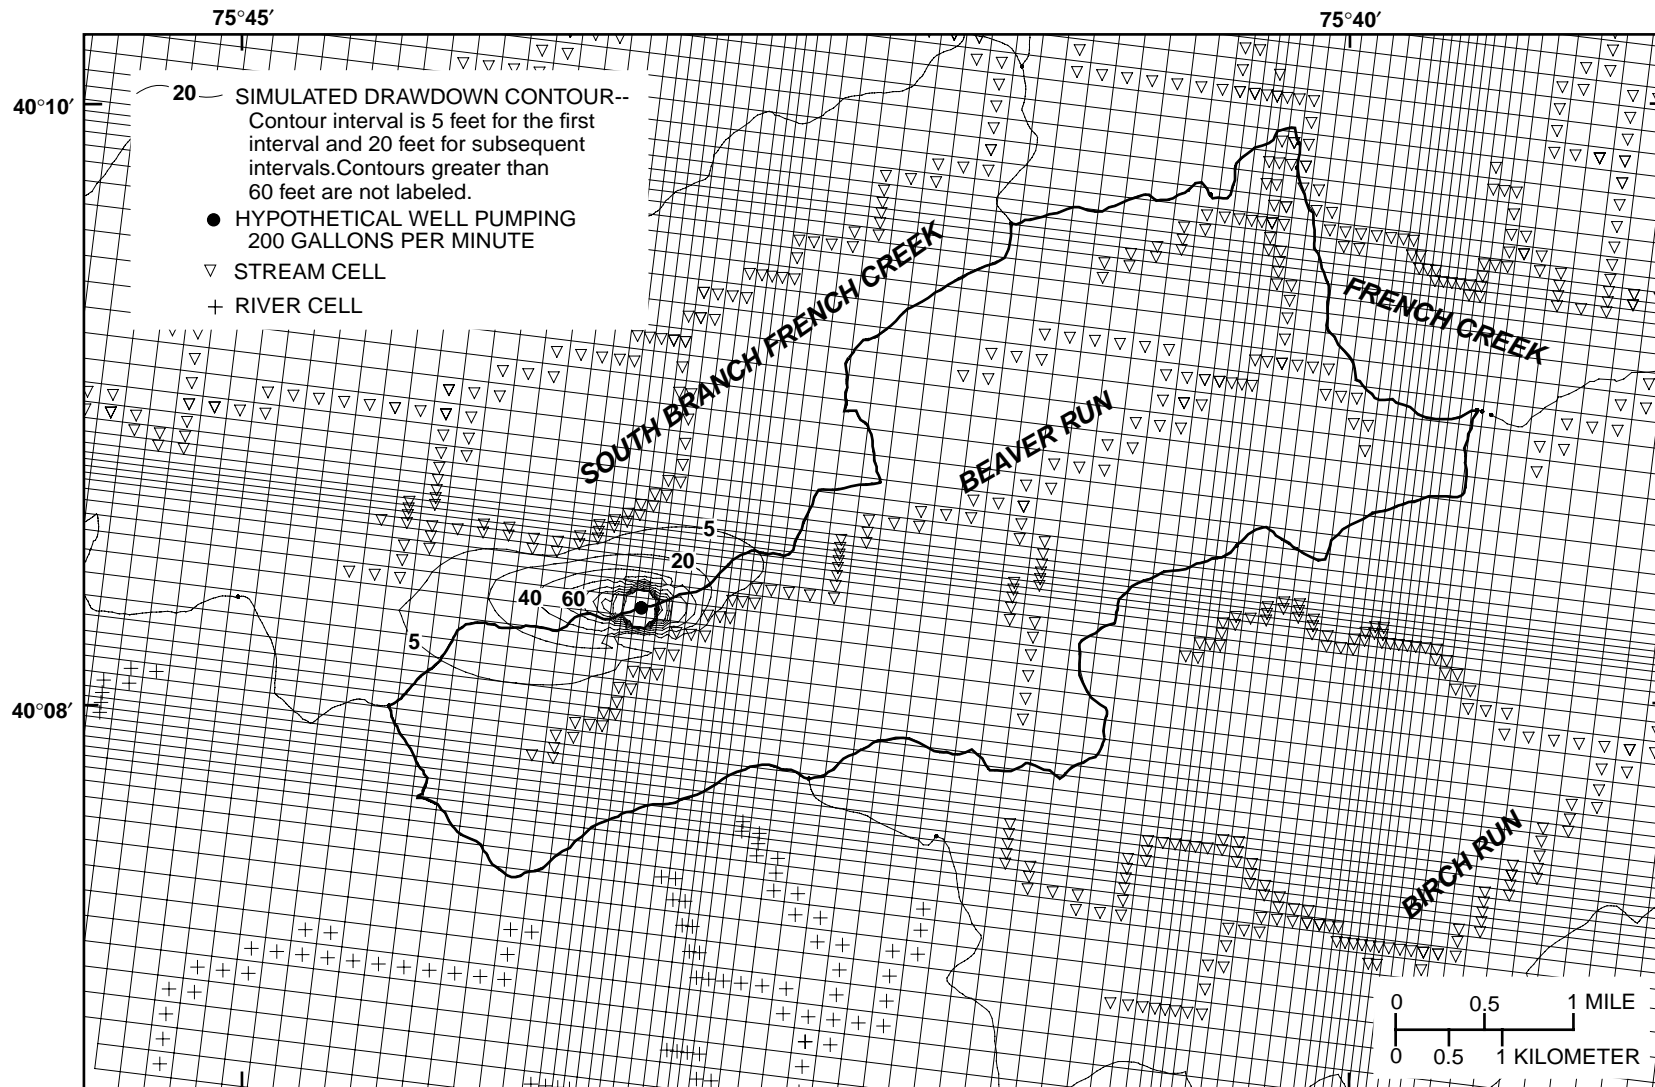 75°45′
75°40′
40°10′
20 SIMULATED DRAWDOWN CONTOUR--
Contour interval is 5 feet for the first
interval and 20 feet for subsequent
intervals.Contours greater than
60 feet are not labeled.
HYPOTHETICAL WELL PUMPING
200 GALLONS PER MINUTE
STREAM CELL
RIVER CELL
SOUTH BRANCH FRENCH CREEK
FRENCH CREEK
BEAVER RUN
5
20
40
60
5
40°08′
BIRCH RUN
0 0.5 1 MILE
0 0.5 1 KILOMETER